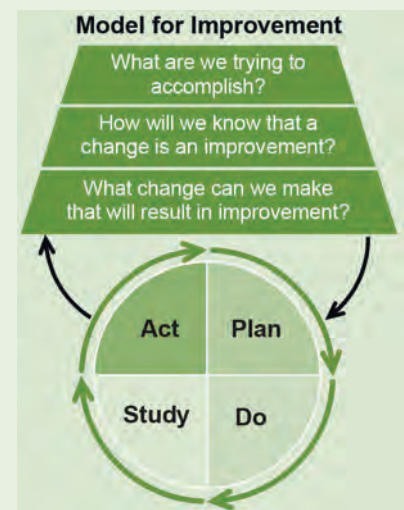 Model for Improvement
What are we trying to
accomplish?
How will we know that a
change is an improvement?
What change can we make
that will result in improvement?
Act
Plan
Study
Do